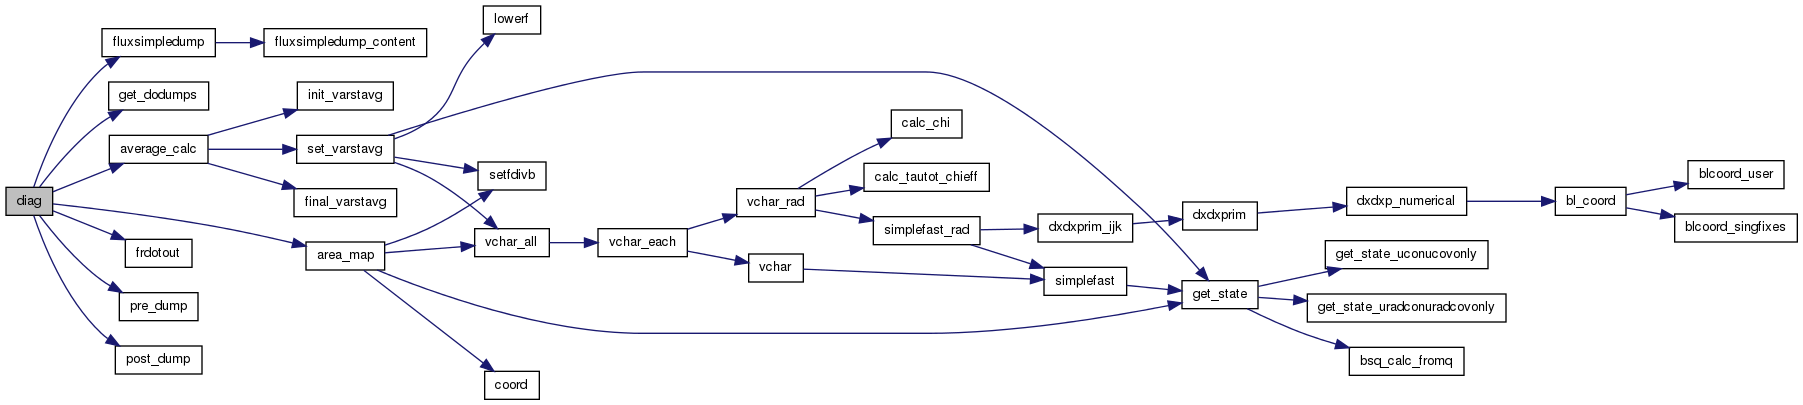 diag
fluxsimpledump
get_dodumps
average_calc
frdotout
pre_dump
post_dump
fluxsimpledump_content
init_varstavg
set_varstavg
final_varstavg
area_map
lowerf
setfdivb
vchar_all
coord
vchar_each
vchar_rad
vchar
calc_chi
calc_tautot_chieff
simplefast_rad
dxdxprim_ijk
simplefast
dxdxprim
get_state
dxdxp_numerical
get_state_uconucovonly
get_state_uradconuradcovonly
bsq_calc_fromq
bl_coord
blcoord_user
blcoord_singfixes